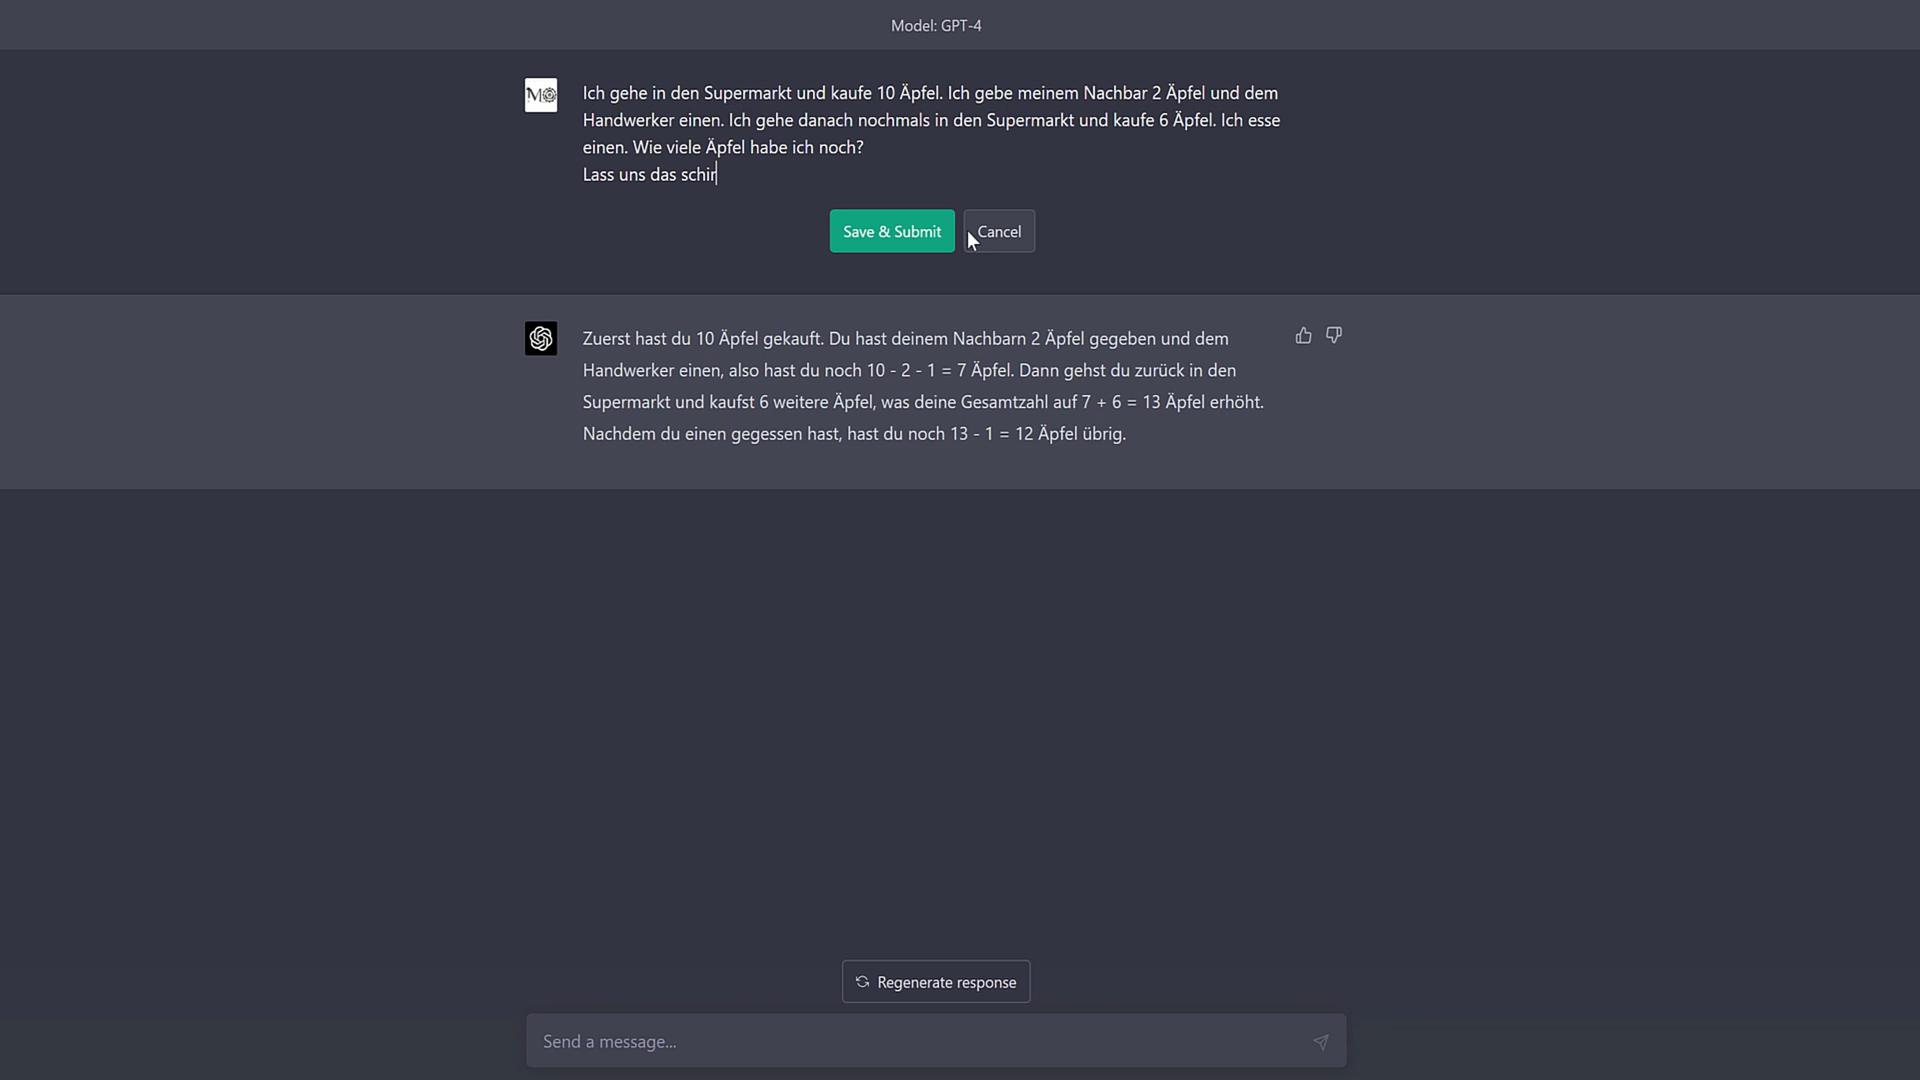 Model: GPT-4
MO
Ich gehe in den Supermarkt und kaufe 10 Äpfel. Ich gebe meinem Nachbar 2 Äpfel und dem
Handwerker einen. Ich gehe danach nochmals in den Supermarkt und kaufe 6 Äpfel. Ich esse
einen. Wie viele Äpfel habe ich noch?
Lass uns das schir
Save & Submit
Cancel
Zuerst hast du 10 Äpfel gekauft. Du hast deinem Nachbarn 2 Äpfel gegeben und dem
Handwerker einen, also hast du noch 10 - 2 - 1 = 7 Äpfel. Dann gehst du zurück in den
Supermarkt und kaufst 6 weitere Äpfel, was deine Gesamtzahl auf 7 + 6 = 13 Äpfel erhöht.
Nachdem du einen gegessen hast, hast du noch 13 - 1 = 12 Äpfel übrig.
Regenerate response
Send a message...